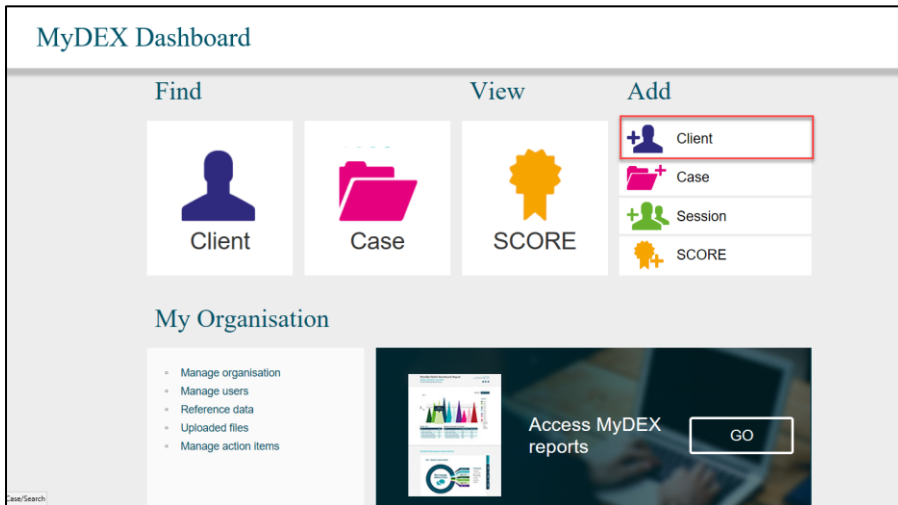 MyDEX Dashboard
Find
View
Add
Client
Case
SCORE
Client
Case
Session
SCORE
My Organisation
Manage organisation
Manage users
Reference data
Uploaded files
Manage action items
Access MyDEX
reports
GO
Case/Search